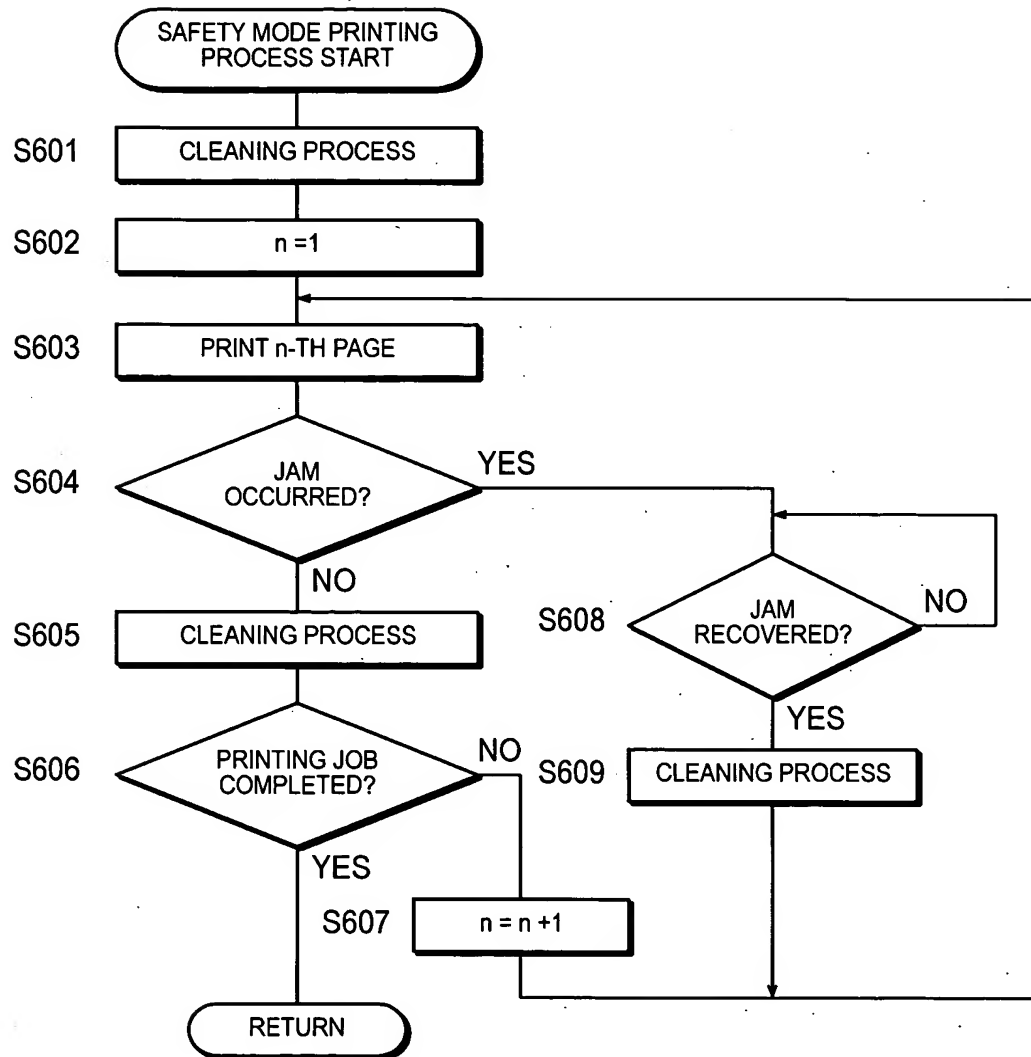 SAFETY MODE PRINTING
PROCESS START
S601
CLEANING PROCESS
S602
n =1
S603
PRINT n-TH PAGE
S604
JAM
OCCURRED?
YES
NO
S605
CLEANING PROCESS
S608
JAM
RECOVERED?
NO
YES
S606
PRINTING JOB
COMPLETED?
NO
YES
S609
CLEANING PROCESS
S607
n = n +1
RETURN